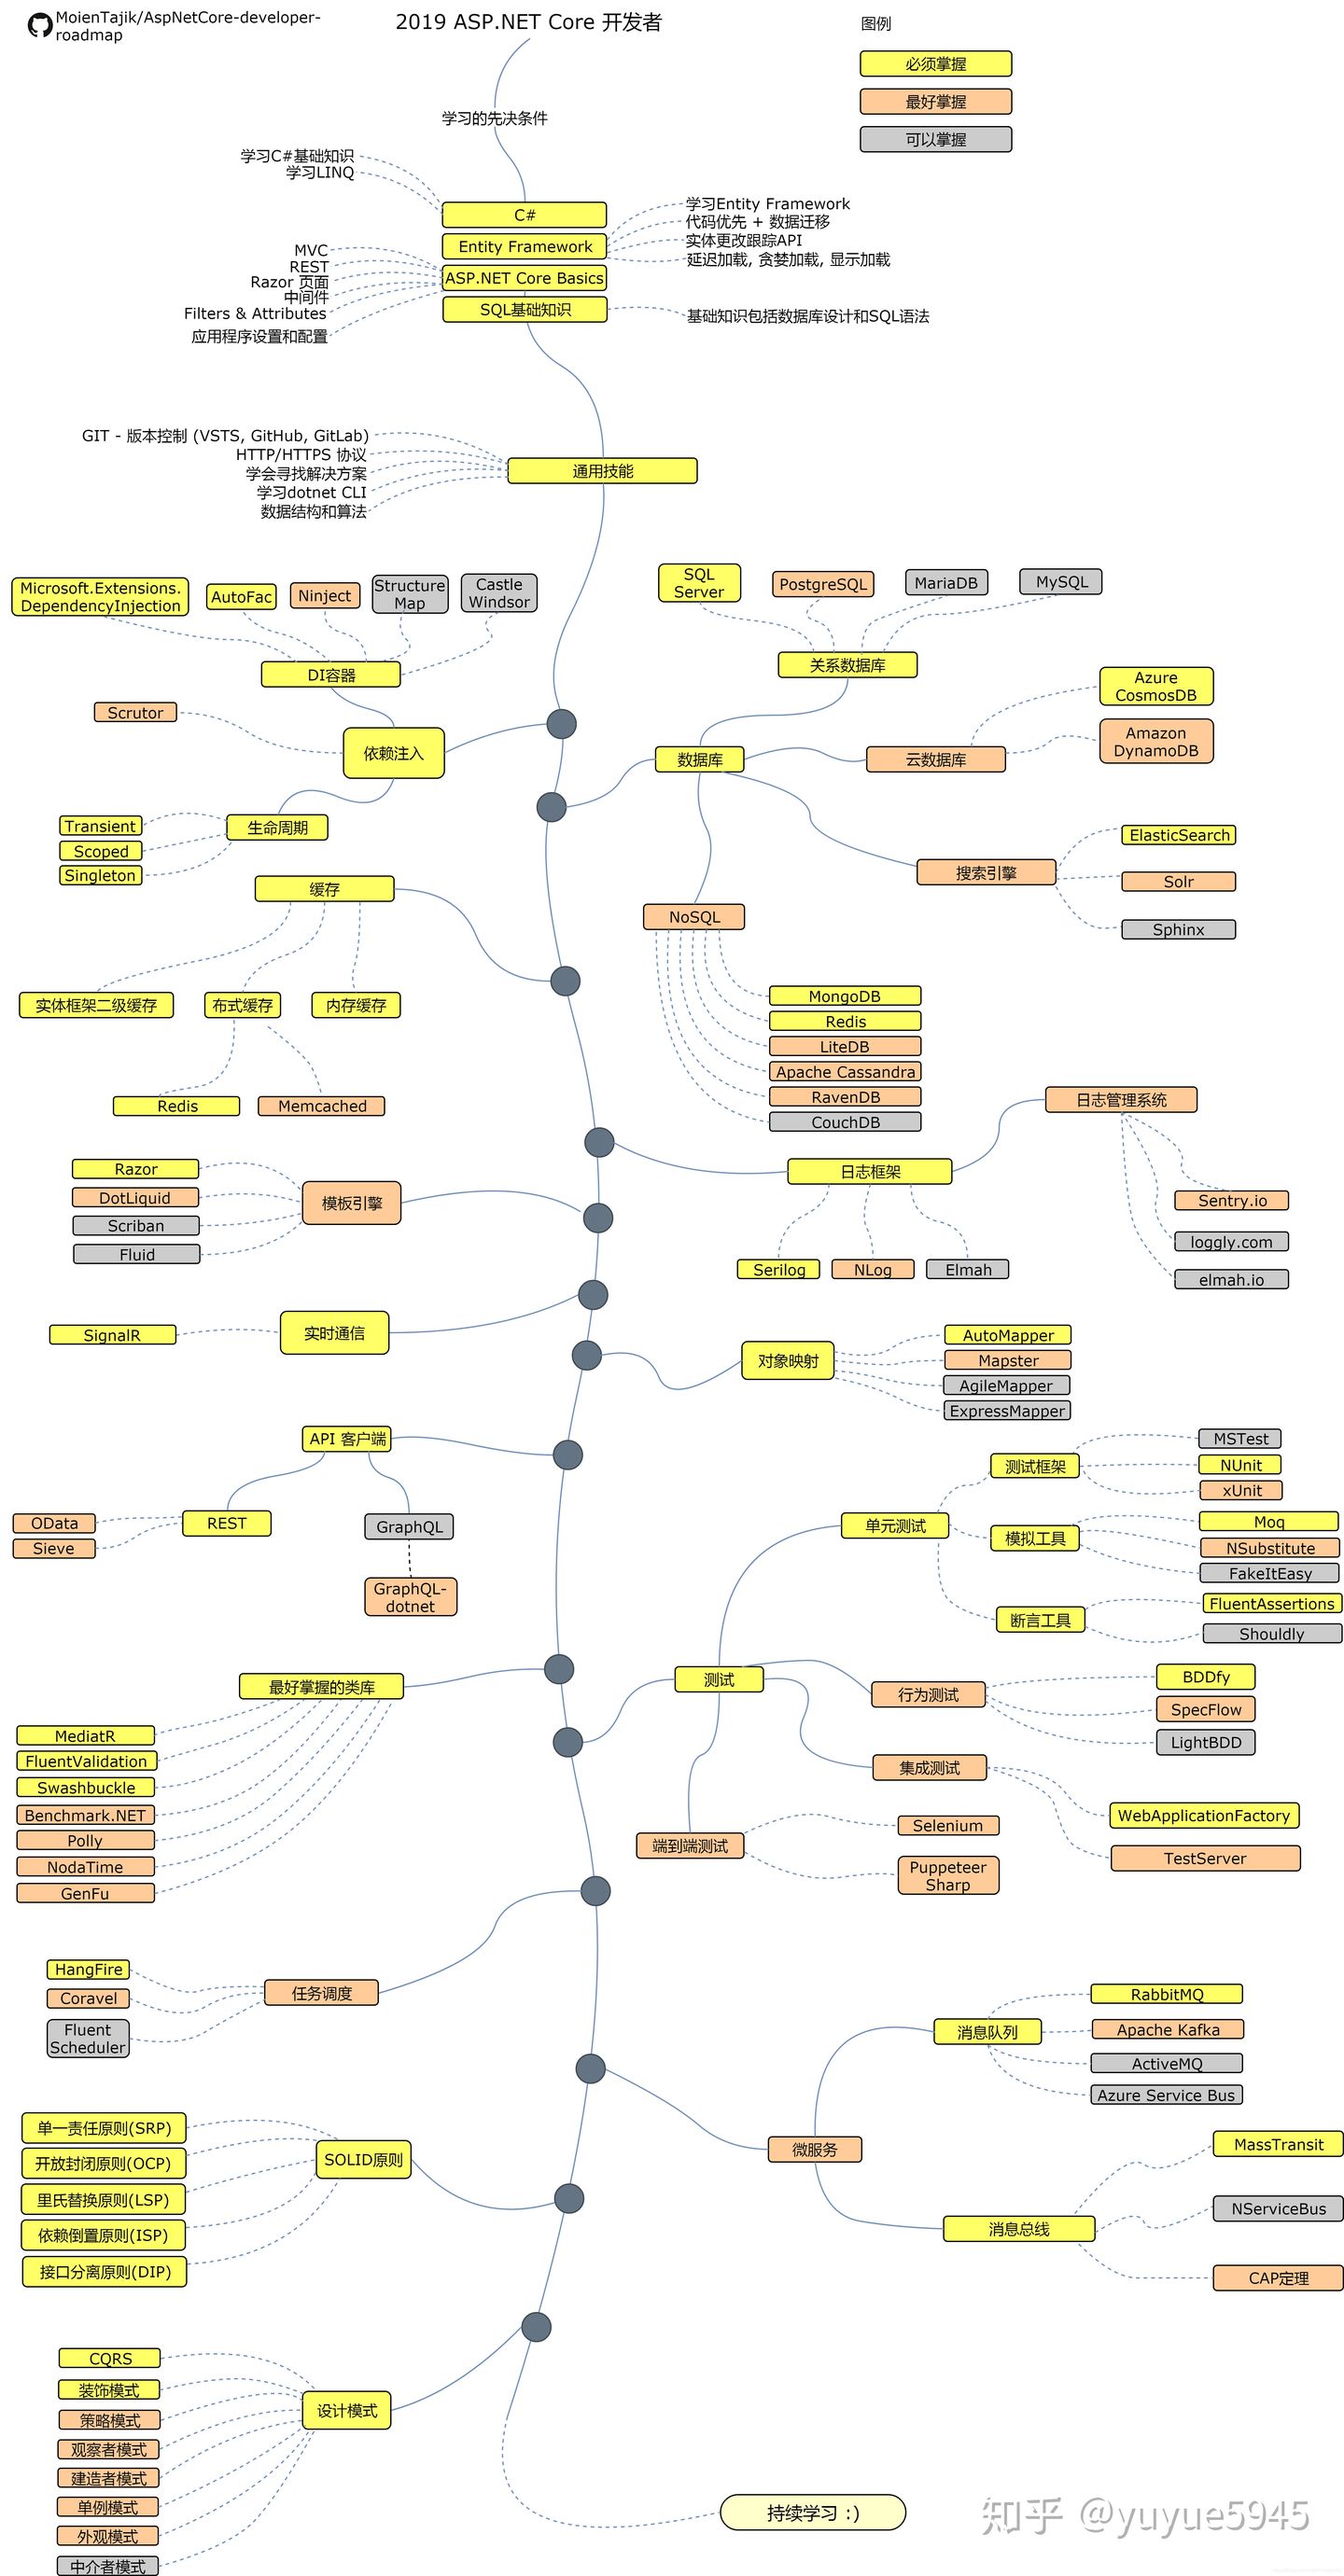 MoienTajik/AspNetCore-developer-
roadmap
2019 ASP.NET Core 开发者
图例
必须掌握
最好掌握
可以掌握
学习的先决条件
学习C#基础知识
学习LINQ
C#
Entity Framework
ASP.NET Core Basics
SQL基础知识
学习Entity Framework
代码优先 + 数据迁移
实体更改跟踪API
延迟加载, 贪婪加载, 显示加载
MVC
REST
Razor 页面
中间件
Filters & Attributes
应用程序设置和配置
基础知识包括数据库设计和SQL语法
GIT - 版本控制 (VSTS, GitHub, GitLab)
HTTP/HTTPS 协议
学会寻找解决方案
学习dotnet CLI
数据结构和算法
通用技能
Microsoft.Extensions.
DependencyInjection
AutoFac
Ninject
Structure
Map
Castle
Windsor
DI容器
Scrutor
依赖注入
Transient
Scoped
Singleton
生命周期
SQL
Server
PostgreSQL
MariaDB
MySQL
关系数据库
数据库
云数据库
Azure
CosmosDB
Amazon
DynamoDB
搜索引擎
ElasticSearch
Solr
Sphinx
NoSQL
MongoDB
Redis
LiteDB
Apache Cassandra
RavenDB
CouchDB
缓存
实体框架二级缓存
布式缓存
内存缓存
Redis
Memcached
日志管理系统
日志框架
Sentry.io
loggly.com
elmah.io
Serilog
NLog
Elmah
Razor
DotLiquid
Scriban
Fluid
模板引擎
SignalR
实时通信
对象映射
AutoMapper
Mapster
AgileMapper
ExpressMapper
API 客户端
REST
OData
Sieve
GraphQL
GraphQL-
dotnet
单元测试
测试框架
MSTest
NUnit
xUnit
模拟工具
Moq
NSubstitute
FakeItEasy
断言工具
FluentAssertions
Shouldly
测试
行为测试
BDDfy
SpecFlow
LightBDD
集成测试
WebApplicationFactory
TestServer
端到端测试
Selenium
Puppeteer
Sharp
最好掌握的类库
MediatR
FluentValidation
Swashbuckle
Benchmark.NET
Polly
NodaTime
GenFu
HangFire
Coravel
Fluent
Scheduler
任务调度
消息队列
RabbitMQ
Apache Kafka
ActiveMQ
Azure Service Bus
微服务
消息总线
MassTransit
NServiceBus
CAP定理
单一责任原则(SRP)
开放封闭原则(OCP)
里氏替换原则(LSP)
依赖倒置原则(ISP)
接口分离原则(DIP)
SOLID原则
CQRS
装饰模式
策略模式
观察者模式
建造者模式
单例模式
外观模式
中介者模式
设计模式
持续学习 :)
知乎 @yuyue5945